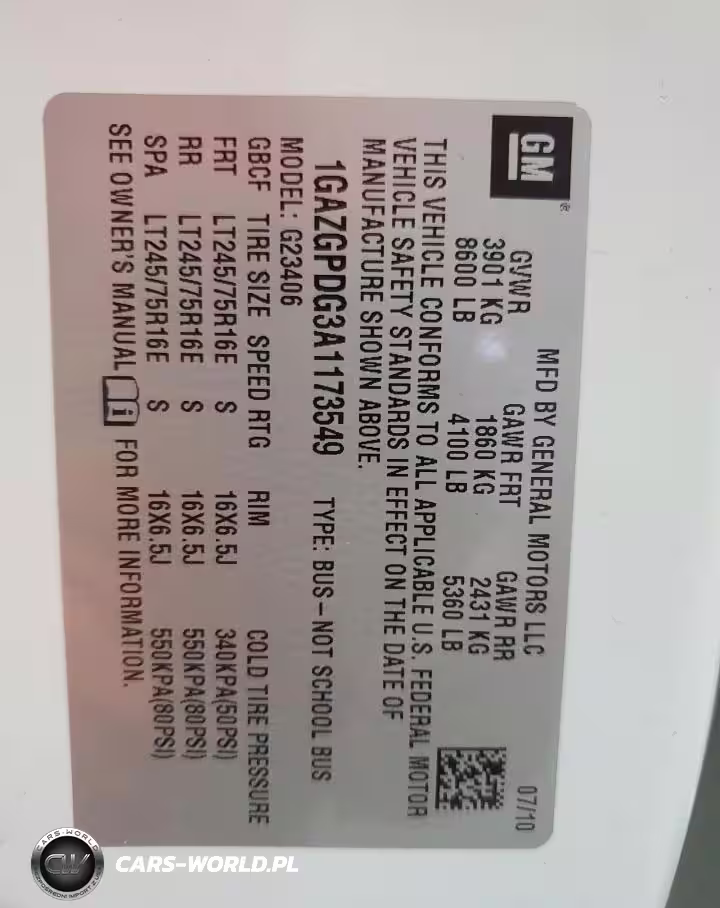 GM
MFD BY GENERAL MOTORS LLC 07/10
GVWR GAWR FRT GAWR RR
3901 KG 1860 KG 2431 KG
8600 LB 4100 LB 5360 LB
THIS VEHICLE CONFORMS TO ALL APPLICABLE U.S. FEDERAL MOTOR
VEHICLE SAFETY STANDARDS IN EFFECT ON THE DATE OF
MANUFACTURE SHOWN ABOVE.
1GAZGPDG3A1173549 TYPE: BUS-NOT SCHOOL BUS
MODEL: G23406
GBCF TIRE SIZE SPEED RTG RIM COLD TIRE PRESSURE
FRT LT245/75R16E S 16X6.5J 340KPA(50PSI)
RR LT245/75R16E S 16X6.5J 550KPA(80PSI)
SPA LT245/75R16E S 16X6.5J 550KPA(80PSI)
SEE OWNER'S MANUAL FOR MORE INFORMATION.
CARS-WORLD
CW
CARS-WORLD.PL